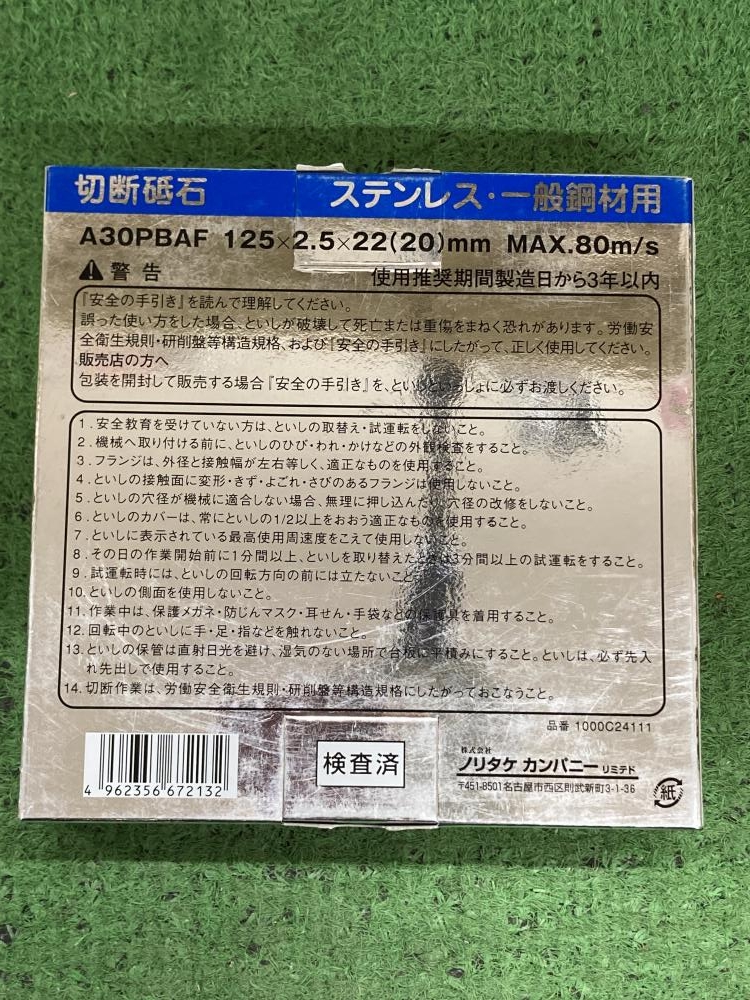 切断砥石 ステンレス・一般鋼材用
A30PBAF 125×2.5×22(20)mm MAX.80m/s
警告 使用推奨期間製造日から3年以内
『安全の手引き』を読んで理解してください。
誤った使い方をした場合、といしが破壊して死亡または重傷をまねく恐れがあります。労働安
全衛生規則・研削盤等構造規格、および『安全の手引き』にしたがって、正しく使用してください。
販売店の方へ
包装を開封して販売する場合『安全の手引き』を、といしといっしょに必ずお渡しください。
1.安全教育を受けていない方は、といしの取替え・試運転をしないこと。
2.機械へ取り付ける前に、といしのひび・われ・かけなどの外観検査をすること。
3.フランジは、外径と接触幅が左右等しく、適正なものを使用すること。
4.といしの接触面に変形・きず・よごれ・さびのあるフランジは使用しないこと。
5.といしの穴径が機械に適合しない場合、無理に押し込んだり、穴径の改修をしないこと。
6.といしのカバーは、常にといしの1/2以上をおおう適正なものを使用すること。
7.といしに表示されている最高使用周速度をこえて使用しないこと。
8.その日の作業開始前に1分間以上、といしを取り替えたときは3分間以上の試運転をすること。
9.試運転時には、といしの回転方向の前には立たないこと。
10.といしの側面を使用しないこと。
11.作業中は、保護メガネ・防じんマスク・耳せん・手袋などの保護具を着用すること。
12.回転中のといしに手・足・指などを触れないこと。
13.といしの保管は直射日光を避け、湿気のない場所で台板に平積みにすること。といしは、必ず先入
れ先出しで使用すること。
14.切断作業は、労働安全衛生規則・研削盤等構造規格にしたがっておこなうこと。
品番 1000C24111
4 962356 672132
検査済
株式会社
ノリタケ カンパニー リミテド
〒451-8501名古屋市西区則武新町3-1-36
紙